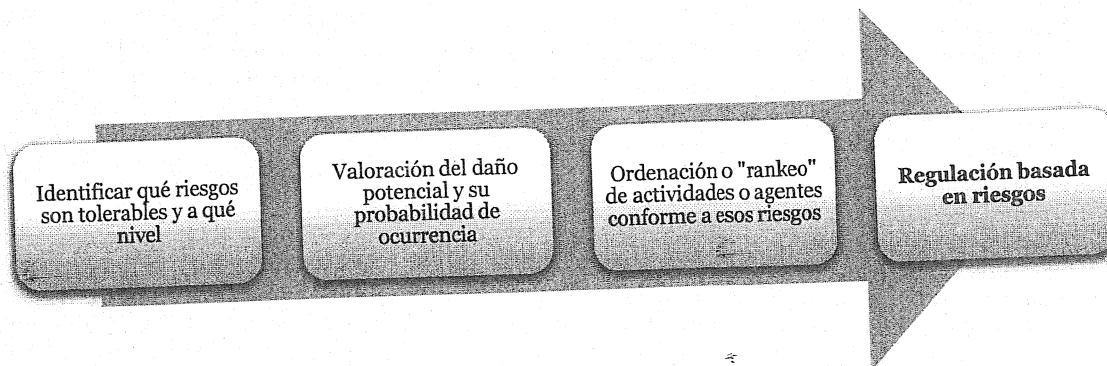 Identificar qué riesgos
son tolerables y a qué
nivel
Valoración del daño
potencial y su
probabilidad de
ocurrencia
Ordenación o "rankeo"
de actividades o agentes
conforme a esos riesgos
Regulación basada
en riesgos